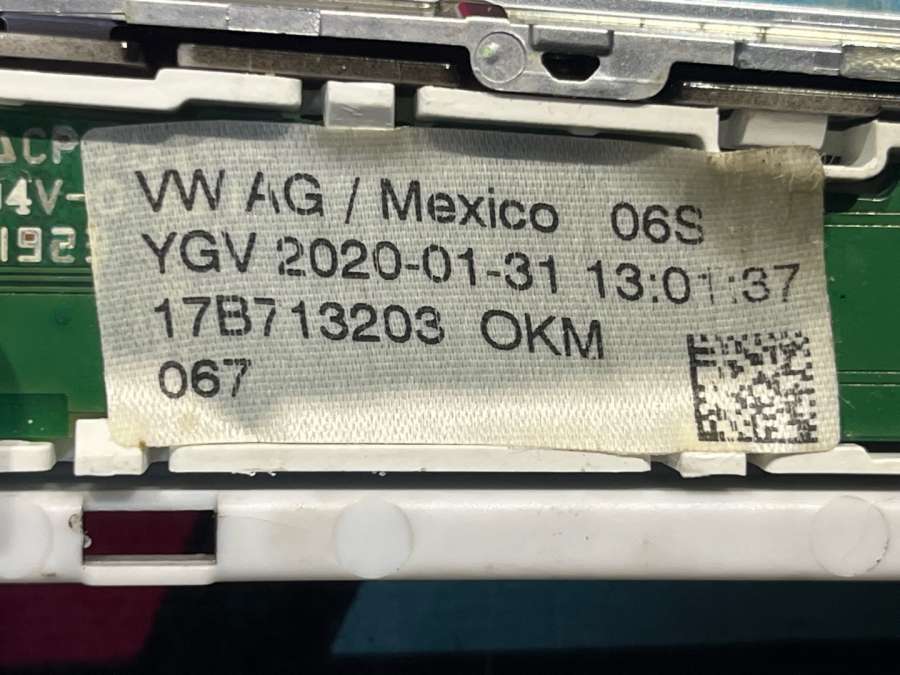 VW AG / Mexico 06S
YGV 2020-01-31 13:01:37
17B713203 OKM
067